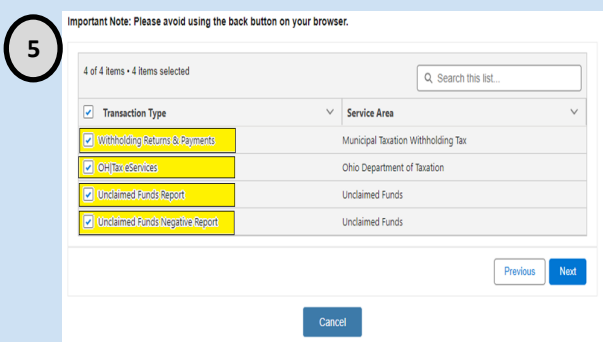 Important Note: Please avoid using the back button on your browser.
5
4 of 4 items • 4 items selected
Search this list...
Transaction Type
Service Area
Withholding Returns & Payments
Municipal Taxation Withholding Tax
OH|Tax eServices
Ohio Department of Taxation
Unclaimed Funds Report
Unclaimed Funds
Unclaimed Funds Negative Report
Unclaimed Funds
Previous
Next
Cancel